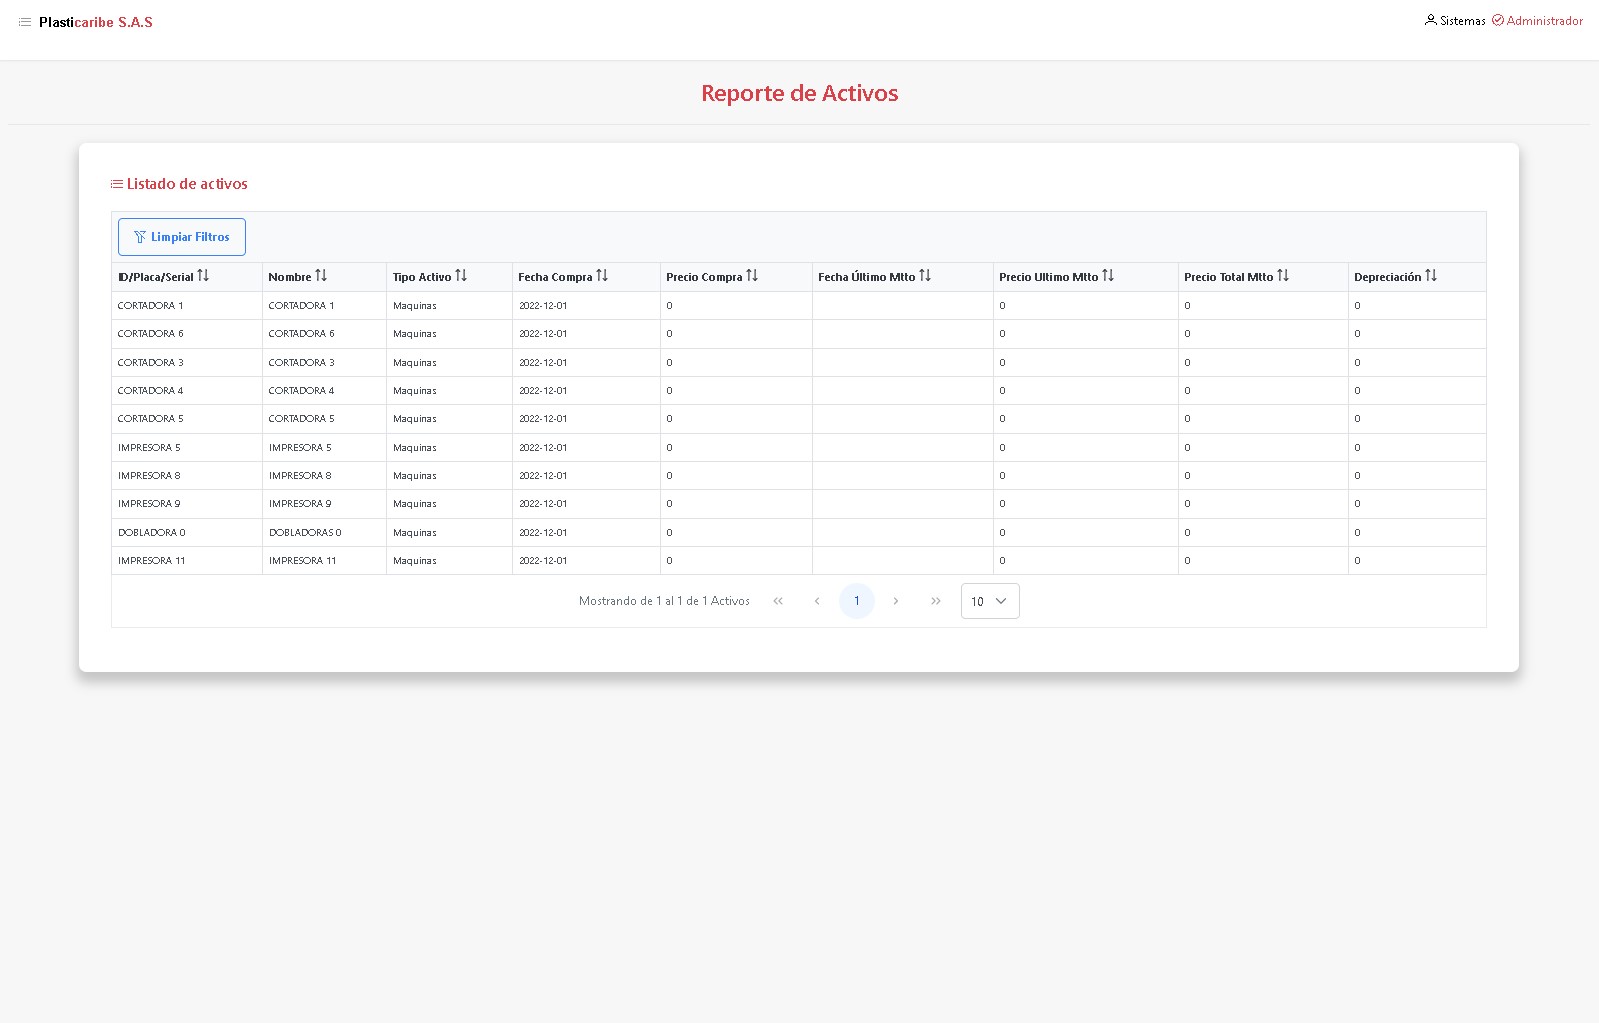 Plasticaribe S.A.S
Sistemas Administrador
Reporte de Activos
Listado de activos
Limpiar Filtros
ID/Placa/Serial Nombre Tipo Activo Fecha Compra Precio Compra Fecha Último Mtto Precio Ultimo Mtto Precio Total Mtto Depreciación
CORTADORA 1 CORTADORA 1 Maquinas 2022-12-01 0 0 0 0
CORTADORA 6 CORTADORA 6 Maquinas 2022-12-01 0 0 0 0
CORTADORA 3 CORTADORA 3 Maquinas 2022-12-01 0 0 0 0
CORTADORA 4 CORTADORA 4 Maquinas 2022-12-01 0 0 0 0
CORTADORA 5 CORTADORA 5 Maquinas 2022-12-01 0 0 0 0
IMPRESORA 5 IMPRESORA 5 Maquinas 2022-12-01 0 0 0 0
IMPRESORA 8 IMPRESORA 8 Maquinas 2022-12-01 0 0 0 0
IMPRESORA 9 IMPRESORA 9 Maquinas 2022-12-01 0 0 0 0
DOBLADORA 0 DOBLADORAS 0 Maquinas 2022-12-01 0 0 0 0
IMPRESORA 11 IMPRESORA 11 Maquinas 2022-12-01 0 0 0 0
Mostrando de 1 al 1 de 1 Activos « ‹ 1 › » 10